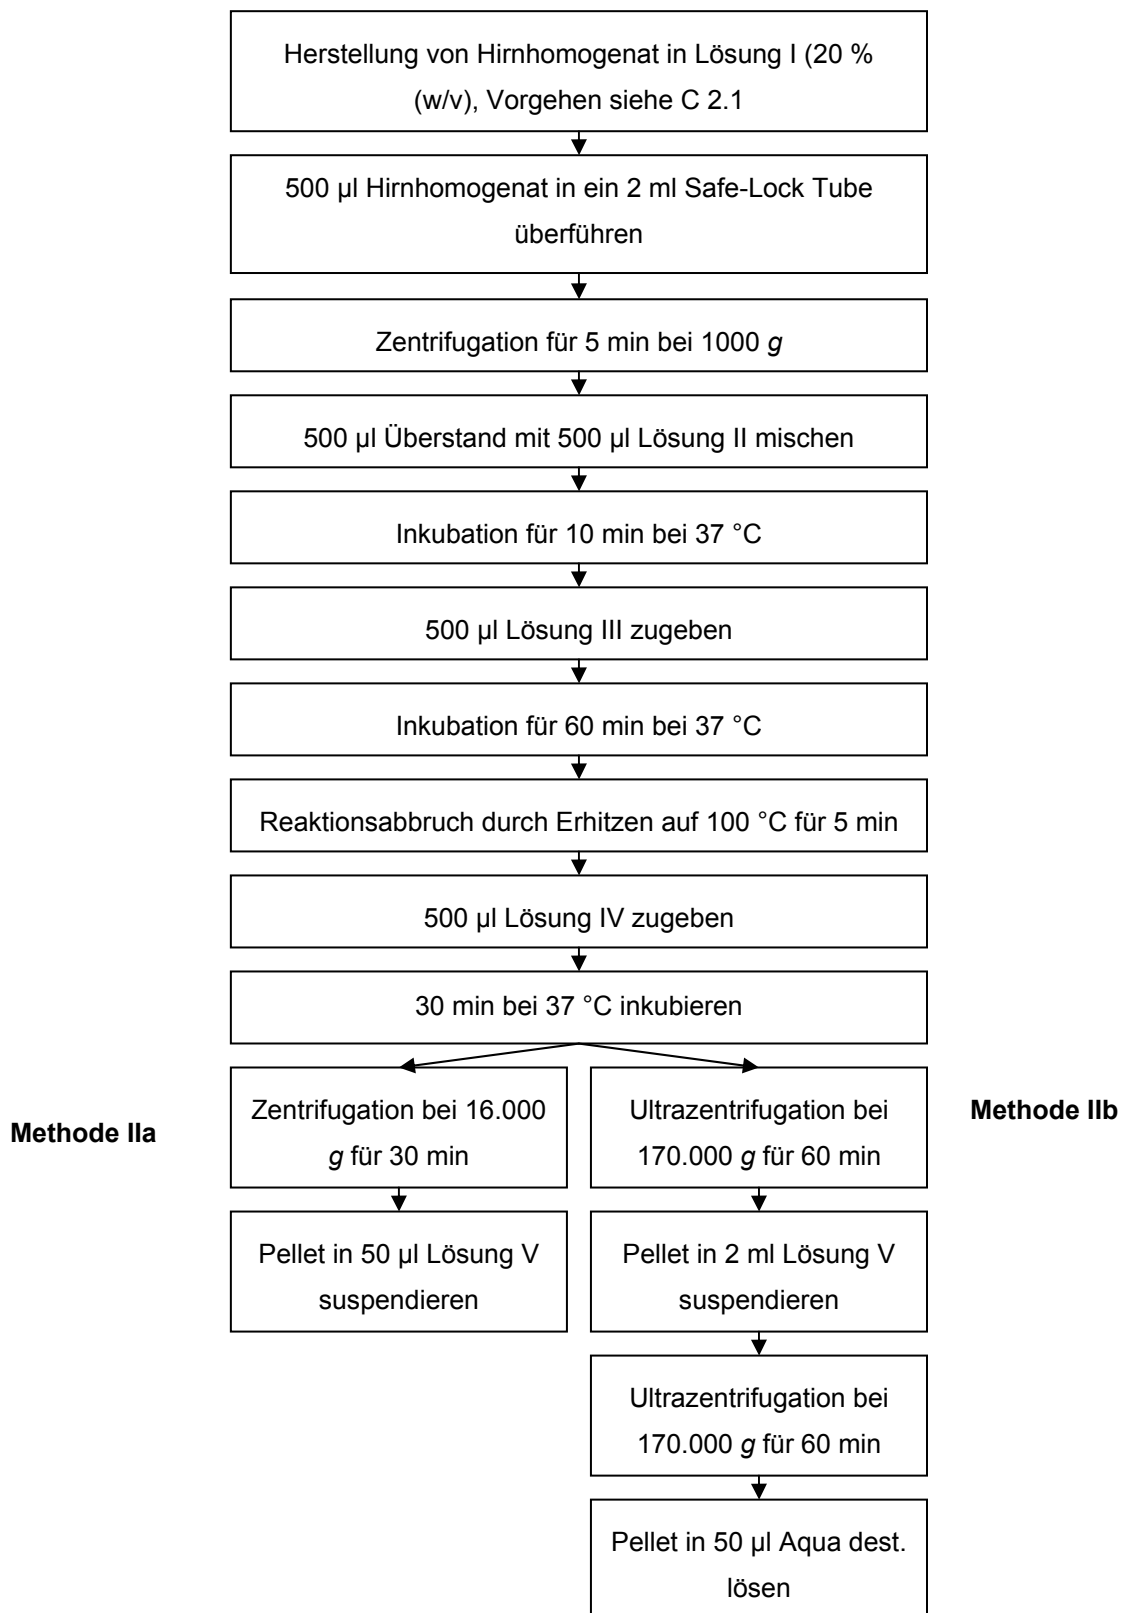 Herstellung von Hirnhomogenat in Lösung I (20 %
(w/v), Vorgehen siehe C 2.1
500 µl Hirnhomogenat in ein 2 ml Safe-Lock Tube
überführen
Zentrifugation für 5 min bei 1000 g
500 µl Überstand mit 500 µl Lösung II mischen
Inkubation für 10 min bei 37 °C
500 µl Lösung III zugeben
Inkubation für 60 min bei 37 °C
Reaktionsabbruch durch Erhitzen auf 100 °C für 5 min
500 µl Lösung IV zugeben
30 min bei 37 °C inkubieren
Methode IIa
Zentrifugation bei 16.000
g für 30 min
Pellet in 50 µl Lösung V
suspendieren
Methode IIb
Ultrazentrifugation bei
170.000 g für 60 min
Pellet in 2 ml Lösung V
suspendieren
Ultrazentrifugation bei
170.000 g für 60 min
Pellet in 50 µl Aqua dest.
lösen